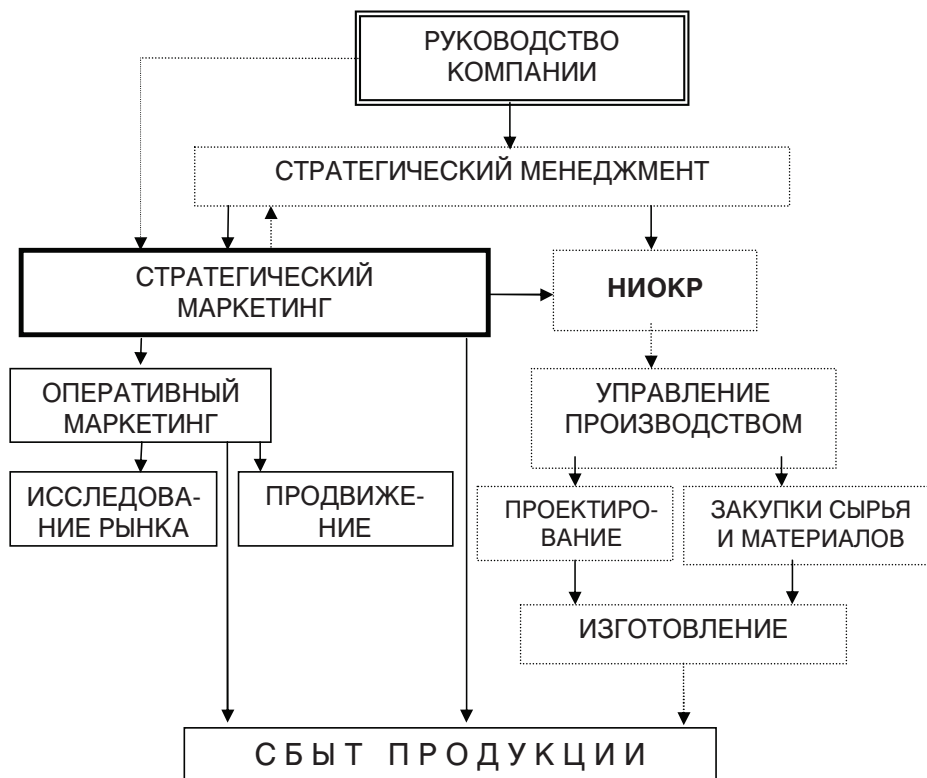 РУКОВОДСТВО
КОМПАНИИ
СТРАТЕГИЧЕСКИЙ МЕНЕДЖМЕНТ
СТРАТЕГИЧЕСКИЙ
МАРКЕТИНГ
НИОКР
ОПЕРАТИВНЫЙ
МАРКЕТИНГ
УПРАВЛЕНИЕ
ПРОИЗВОДСТВОМ
ИССЛЕДОВА-
НИЕ РЫНКА
ПРОДВИЖЕ-
НИЕ
ПРОЕКТИРО-
ВАНИЕ
ЗАКУПКИ СЫРЬЯ
И МАТЕРИАЛОВ
ИЗГОТОВЛЕНИЕ
СБЫТ ПРОДУКЦИИ